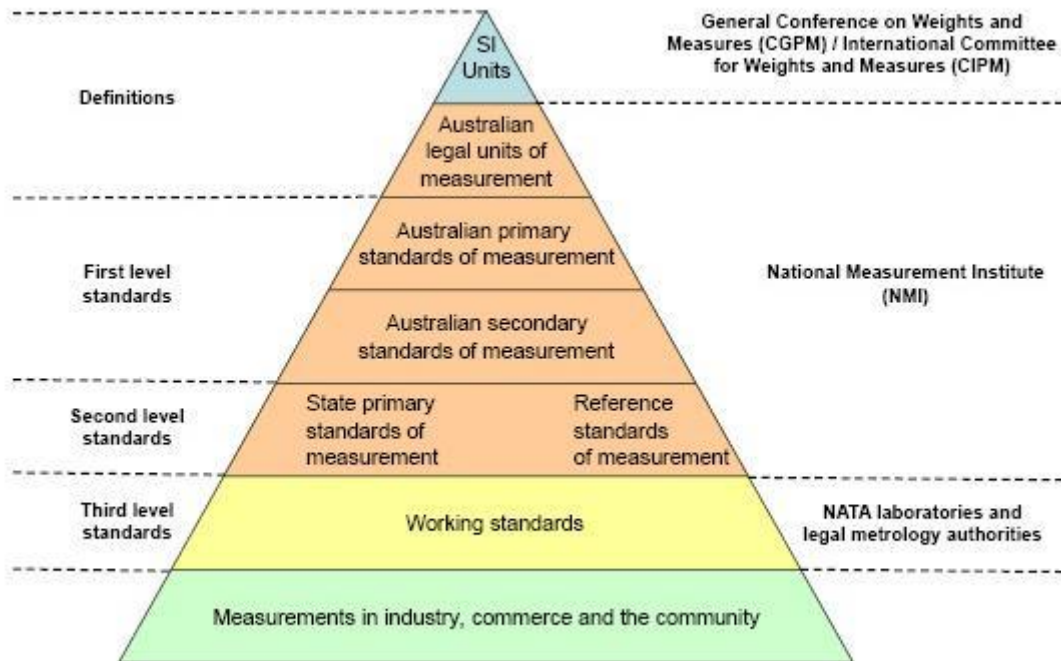 General Conference on Weights and
Measures (CGPM) / International Committee
for Weights and Measures (CIPM)
SI
Units
Definitions
Australian
legal units of
measurement
First level
standards
Australian primary
standards of measurement
Australian secondary
standards of measurement
National Measurement Institute
(NMI)
Second level
standards
State primary
standards of
measurement
Reference
standards
of measurement
Third level
standards
Working standards
NATA laboratories and
legal metrology authorities
Measurements in industry, commerce and the community